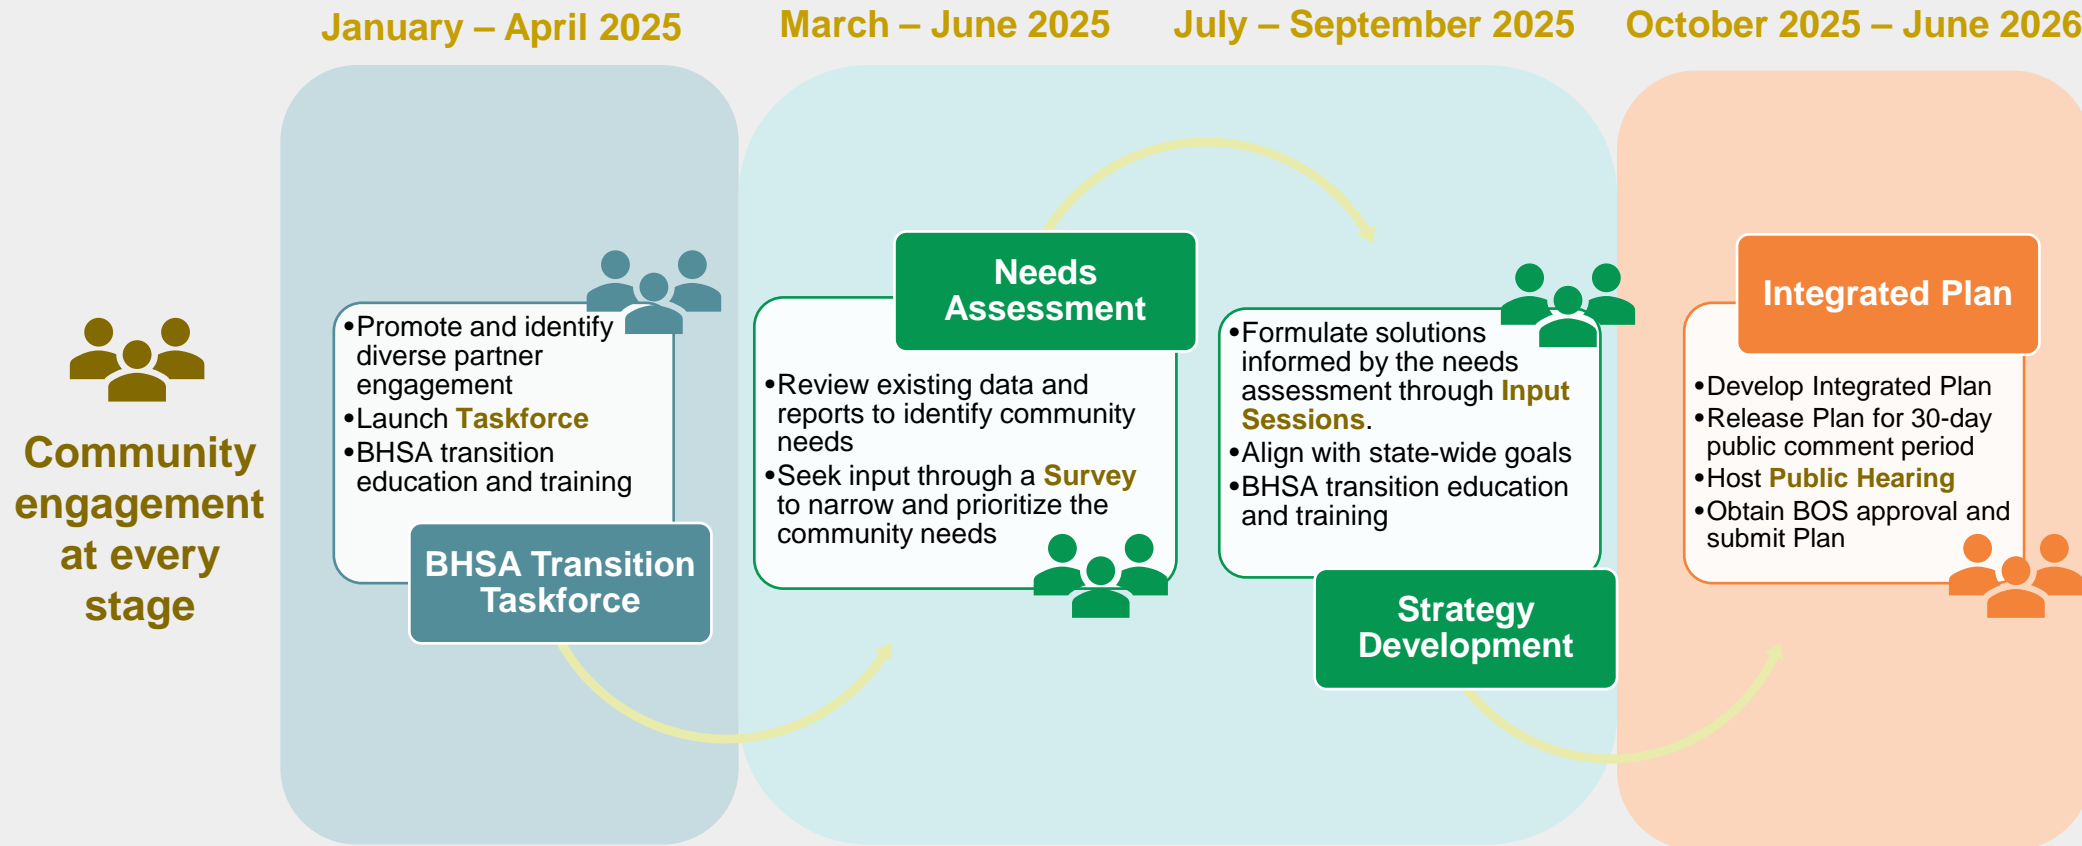 January – April 2025
March – June 2025
July – September 2025
October 2025 – June 2026
Community
engagement
at every
stage
•Promote and identify
diverse partner
engagement
•Launch Taskforce
•BHSA transition
education and training
BHSA Transition
Taskforce
Needs
Assessment
•Review existing data and
reports to identify community
needs
•Seek input through a Survey
to narrow and prioritize the
community needs
•Formulate solutions
informed by the needs
assessment through Input
Sessions.
•Align with state-wide goals
•BHSA transition education
and training
Strategy
Development
Integrated Plan
•Develop Integrated Plan
•Release Plan for 30-day
public comment period
•Host Public Hearing
•Obtain BOS approval and
submit Plan